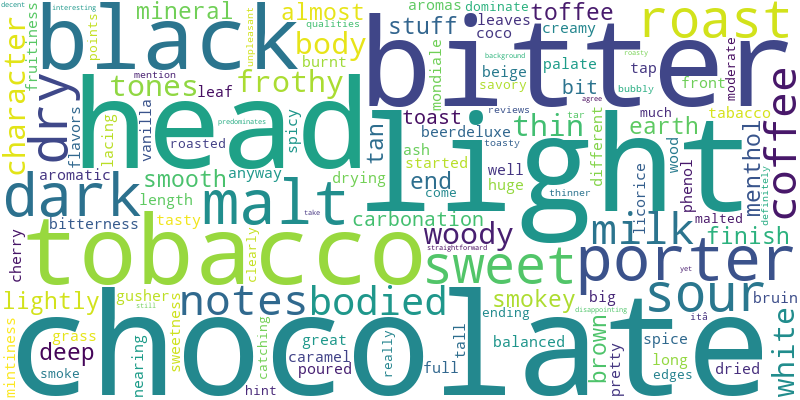 decent
interesting
black
mineral
almost
aromas
dominate
qualities
leaves
toffee
roast
stuff
coco
creamy
fruitiness
character
points
unpleasant
body
burnt
mondiale
background
bitter
roasty
moderate
dry
tones
leaf
frothy
beige
palate
tap
savory
bit
front
bubbly
head
light
mention
reviews
much
tabacco
coffee
flavors
lacing
vanilla
predominates
spicy
tan
toast
beerdeluxe
thin
agree
tar
different
earth
roasted
toasty
ash
started
well
wood
menthol
definitely
aromatic
smooth
anyway
drying
end
come
huge
thinner
licorice
phenol
dark
length
malt
take
carbonation
milk
malted
bitterness
tasty
woody
finish
cherry
tobacco
clearly
straightforward
sweet
porter
yet
lightly
gusher
still
notes
bodied
smokey
big
disappointing
sour
bruin
itâ
white
mintiness
grass
deep
smoke
nearing
sweetness
catching
great
caramel
poured
hint
really
ending
full
tall
balanced
brown
pretty
spice
long
edges
dried
chocolate